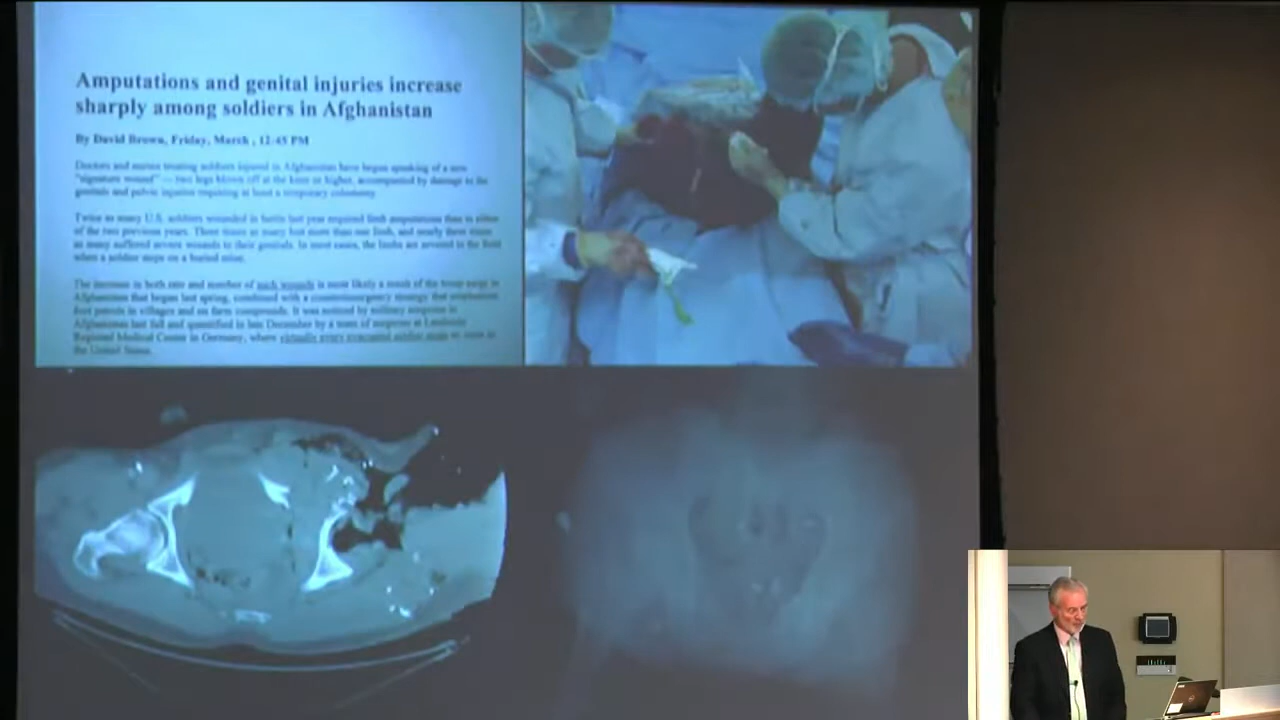 Amputations and genital injuries increase
sharply among soldiers in Afghanistan
By David Brown, Friday, March , 12:45 PM
Doctors and nurses treating soldiers injured in Afghanistan have begun speaking of a new
"signature wound" — two legs blown off at the knee or higher, accompanied by damage to the
genitals and pelvic injuries requiring at least a temporary colostomy.
Twice as many U.S. soldiers wounded in battle last year required limb amputations than in either
of the two previous years. Three times as many lost more than one limb, and nearly three times
as many suffered severe wounds to their genitals. In most cases, the limbs are severed in the field
when a soldier steps on a buried mine.
The increase in both rate and number of such wounds is most likely a result of the troop surge in
Afghanistan that began last spring, combined with a counterinsurgency strategy that emphasizes
foot patrols in villages and on farm compounds. It was noticed by military surgeons in
Afghanistan last fall and quantified in late December by a team of surgeons at Landstuhl
Regional Medical Center in Germany, where virtually every evacuated soldier stops en route to
the United States.